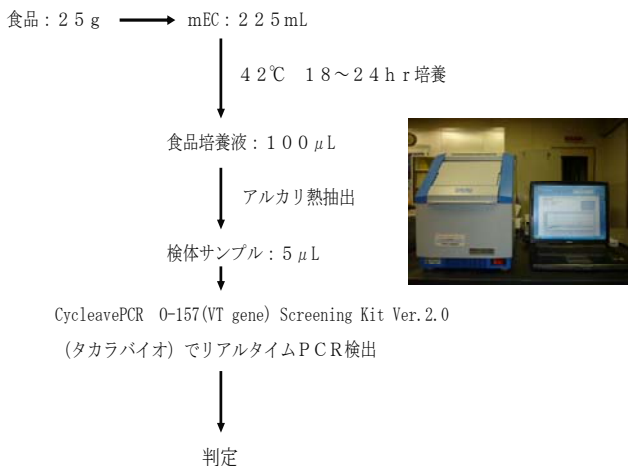 食品：２５ｇ mEC：２２５mL
４２℃　１８～２４ｈｒ培養
食品培養液：１００μL
アルカリ熱抽出
検体サンプル：５μL
CycleavePCR O-157(VT gene) Screening Kit Ver.2.0
（タカラバイオ）でリアルタイムＰＣＲ検出
判定